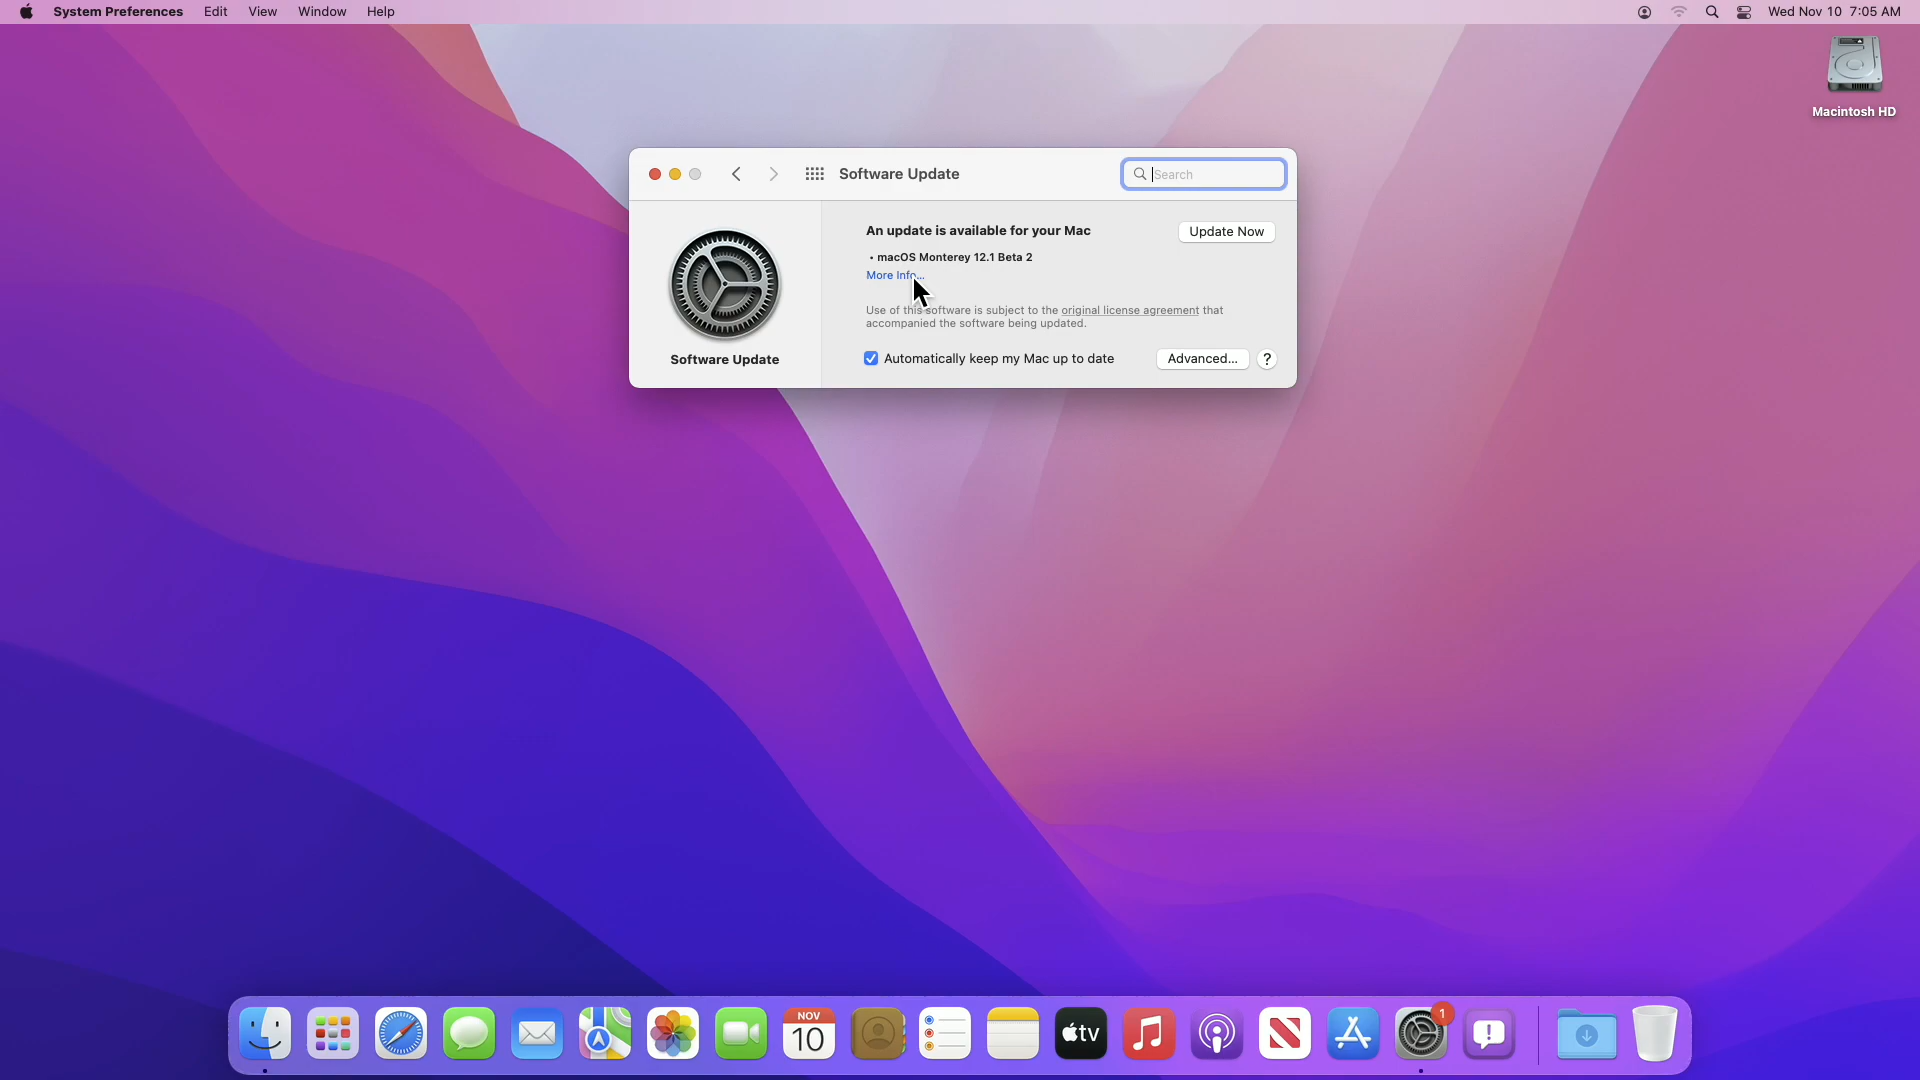 System Preferences Edit View Window Help Wed Nov 10 7:05 AM
Macintosh HD
Software Update
Search
An update is available for your Mac
Update Now
• macOS Monterey 12.1 Beta 2
More Info...
Use of this software is subject to the original license agreement that
accompanied the software being updated.
Software Update
Automatically keep my Mac up to date
Advanced...
?
NOV
10
tv
1
!